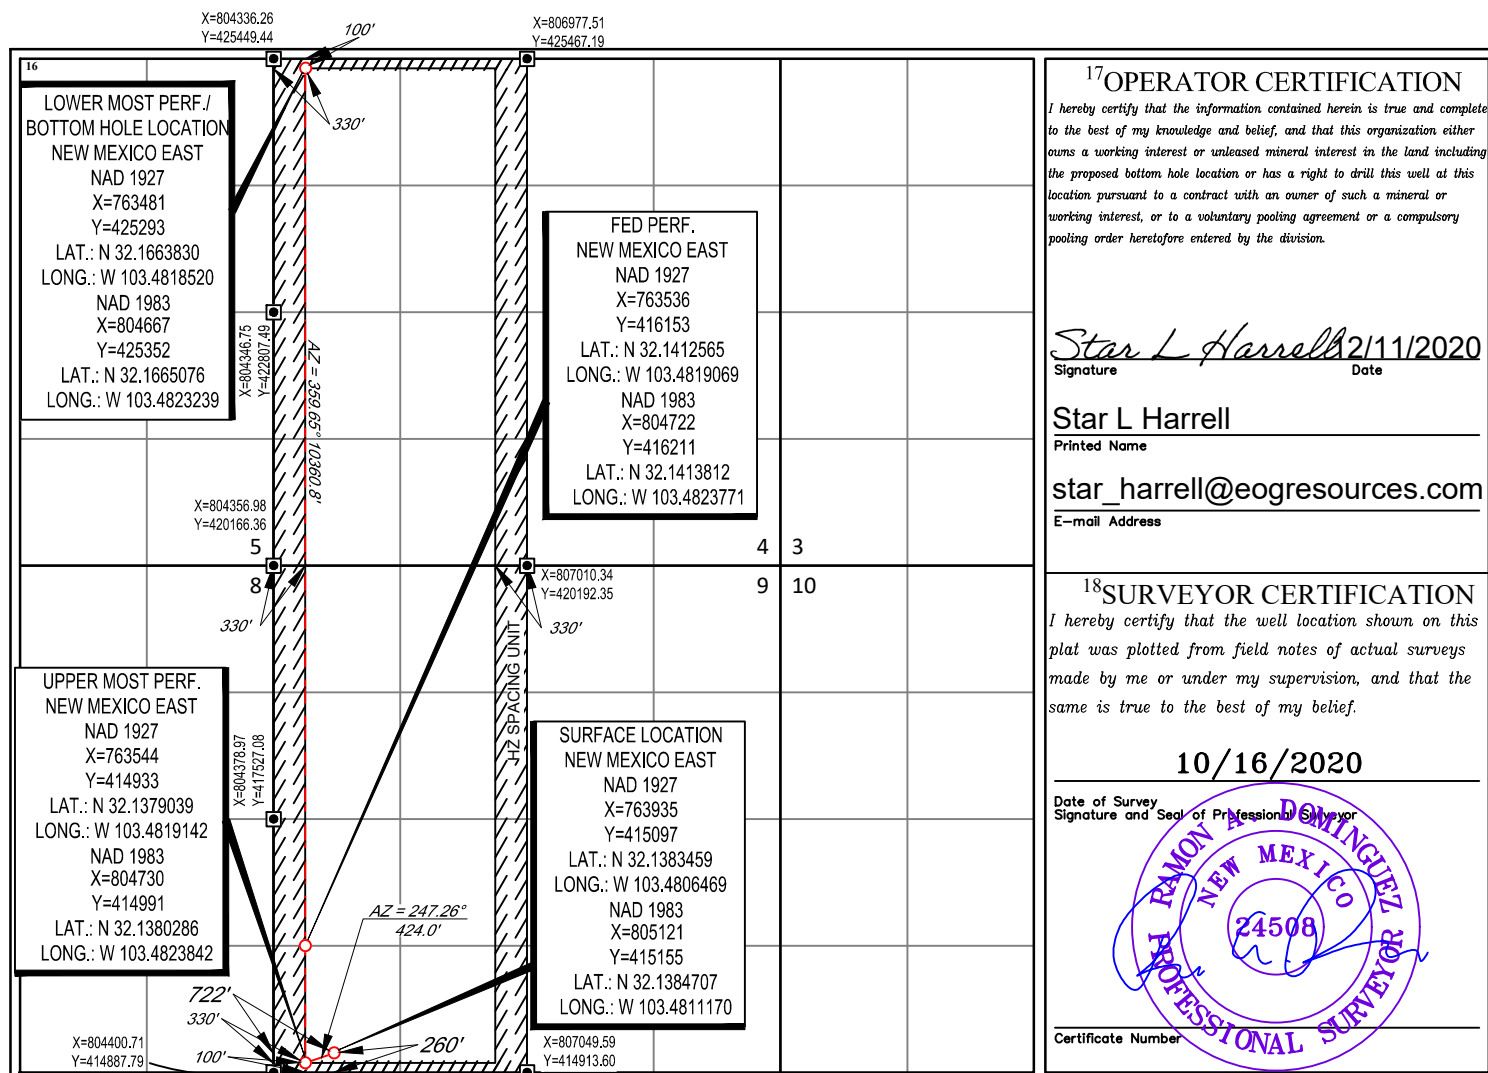 X=804336.26
Y=425449.44
100'
X=806977.51
Y=425467.19
16
LOWER MOST PERF./
BOTTOM HOLE LOCATION
NEW MEXICO EAST
NAD 1927
X=763481
Y=425293
LAT.: N 32.1663830
LONG.: W 103.4818520
NAD 1983
X=804667
Y=425352
LAT.: N 32.1665076
LONG.: W 103.4823239
330'
X=804346.75
Y=422807.49
AZ = 359.65° 10360.8'
FED PERF.
NEW MEXICO EAST
NAD 1927
X=763536
Y=416153
LAT.: N 32.1412565
LONG.: W 103.4819069
NAD 1983
X=804722
Y=416211
LAT.: N 32.1413812
LONG.: W 103.4823771
X=804356.98
Y=420166.36
5
8
4 3
9 10
X=807010.34
Y=420192.35
330'
330'
HZ SPACING UNIT
UPPER MOST PERF.
NEW MEXICO EAST
NAD 1927
X=763544
Y=414933
LAT.: N 32.1379039
LONG.: W 103.4819142
NAD 1983
X=804730
Y=414991
LAT.: N 32.1380286
LONG.: W 103.4823842
X=804378.97
Y=417527.08
SURFACE LOCATION
NEW MEXICO EAST
NAD 1927
X=763935
Y=415097
LAT.: N 32.1383459
LONG.: W 103.4806469
NAD 1983
X=805121
Y=415155
LAT.: N 32.1384707
LONG.: W 103.4811170
AZ = 247.26°
424.0'
722'
330'
100'
260'
X=804400.71
Y=414887.79
X=807049.59
Y=414913.60
17OPERATOR CERTIFICATION
I hereby certify that the information contained herein is true and complete
to the best of my knowledge and belief, and that this organization either
owns a working interest or unleased mineral interest in the land including
the proposed bottom hole location or has a right to drill this well at this
location pursuant to a contract with an owner of such a mineral or
working interest, or to a voluntary pooling agreement or a compulsory
pooling order heretofore entered by the division.
Star L Harrell 12/11/2020
Signature Date
Star L Harrell
Printed Name
star_harrell@eogresources.com
E-mail Address
18SURVEYOR CERTIFICATION
I hereby certify that the well location shown on this
plat was plotted from field notes of actual surveys
made by me or under my supervision, and that the
same is true to the best of my belief.
10/16/2020
Date of Survey
Signature and Seal of Professional Surveyor
RAMON A. DOMINGUEZ
NEW MEXICO
24508
PROFESSIONAL SURVEYOR
Certificate Number